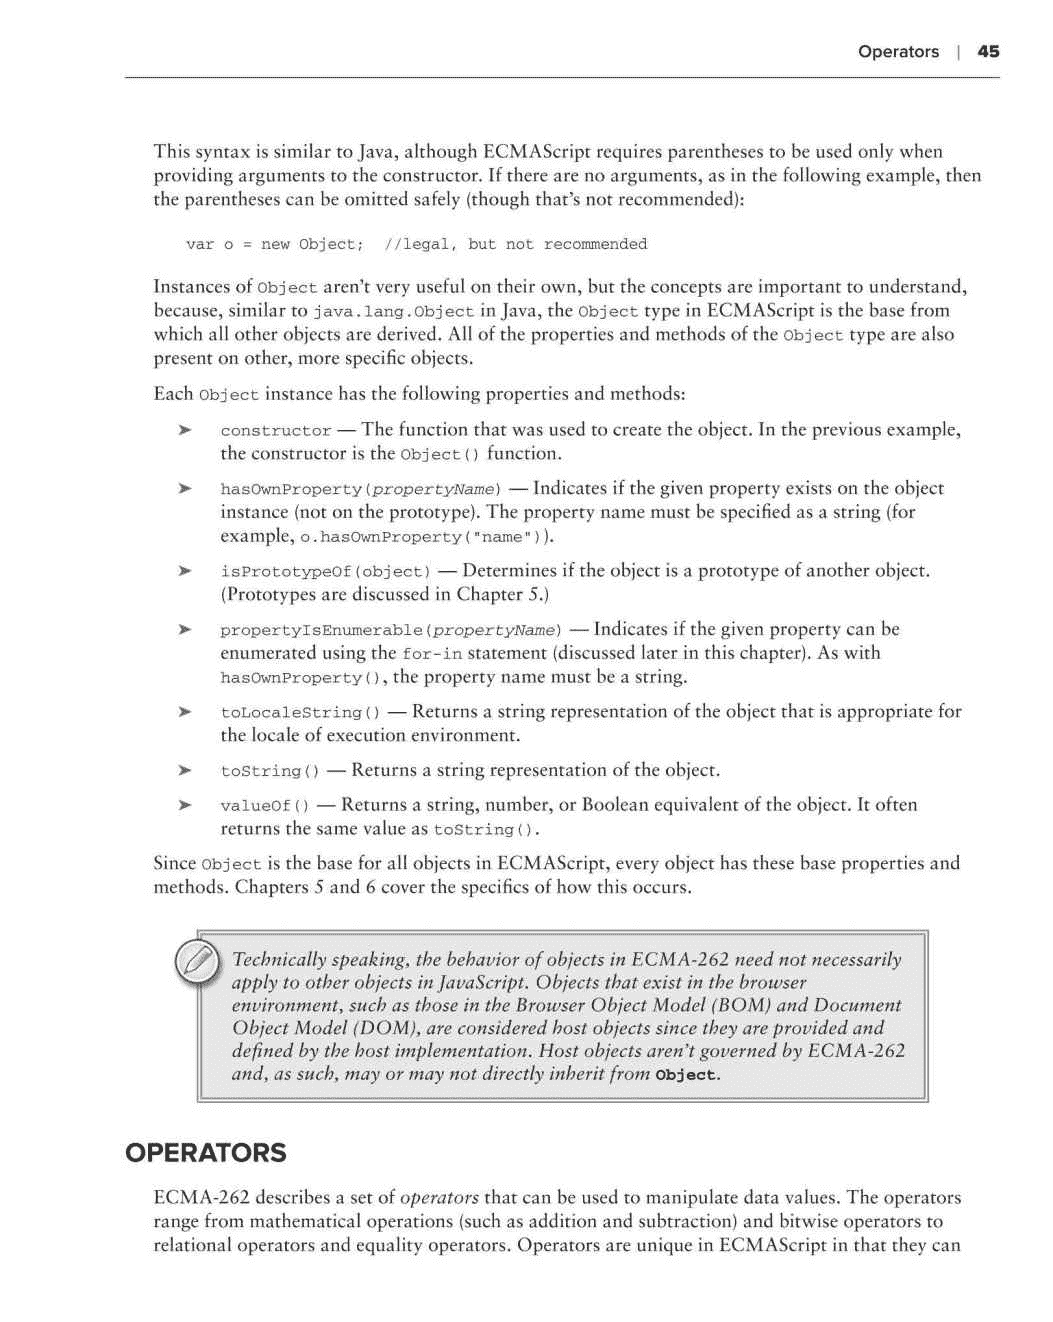 Operators | 45
This syntax is similar to Java, although ECMAScript requires parentheses to be used only when
providing arguments to the constructor. If there are no arguments, as in the following example, then
the parentheses can be omitted safely (though that’s not recommended):
var o = new Object;  //legal, but not recommended
Instances of Object aren’t very useful on their own, but the concepts are important to understand,
because, similar to java.lang.Object in Java, the Object type in ECMAScript is the base from
which all other objects are derived. All of the properties and methods of the Object type are also
present on other, more specific objects.
Each Object instance has the following properties and methods:
➤ constructor — The function that was used to create the object. In the previous example,
the constructor is the Object() function.
➤ hasOwnProperty(propertyName) — Indicates if the given property exists on the object
instance (not on the prototype). The property name must be specified as a string (for
example, o.hasOwnProperty("name")).
➤ isPrototypeOf(object) — Determines if the object is a prototype of another object.
(Prototypes are discussed in Chapter 5.)
➤ propertyIsEnumerable(propertyName) — Indicates if the given property can be
enumerated using the for-in statement (discussed later in this chapter). As with
hasOwnProperty(), the property name must be a string.
➤ toLocaleString() — Returns a string representation of the object that is appropriate for
the locale of execution environment.
➤ toString() — Returns a string representation of the object.
➤ valueOf() — Returns a string, number, or Boolean equivalent of the object. It often
returns the same value as toString().
Since Object is the base for all objects in ECMAScript, every object has these base properties and
methods. Chapters 5 and 6 cover the specifics of how this occurs.
Technically speaking, the behavior of objects in ECMA-262 need not necessarily
apply to other objects in JavaScript. Objects that exist in the browser
environment, such as those in the Browser Object Model (BOM) and Document
Object Model (DOM), are considered host objects since they are provided and
defined by the host implementation. Host objects aren’t governed by ECMA-262
and, as such, may or may not directly inherit from Object.
OPERATORS
ECMA-262 describes a set of operators that can be used to manipulate data values. The operators
range from mathematical operations (such as addition and subtraction) and bitwise operators to
relational operators and equality operators. Operators are unique in ECMAScript in that they can